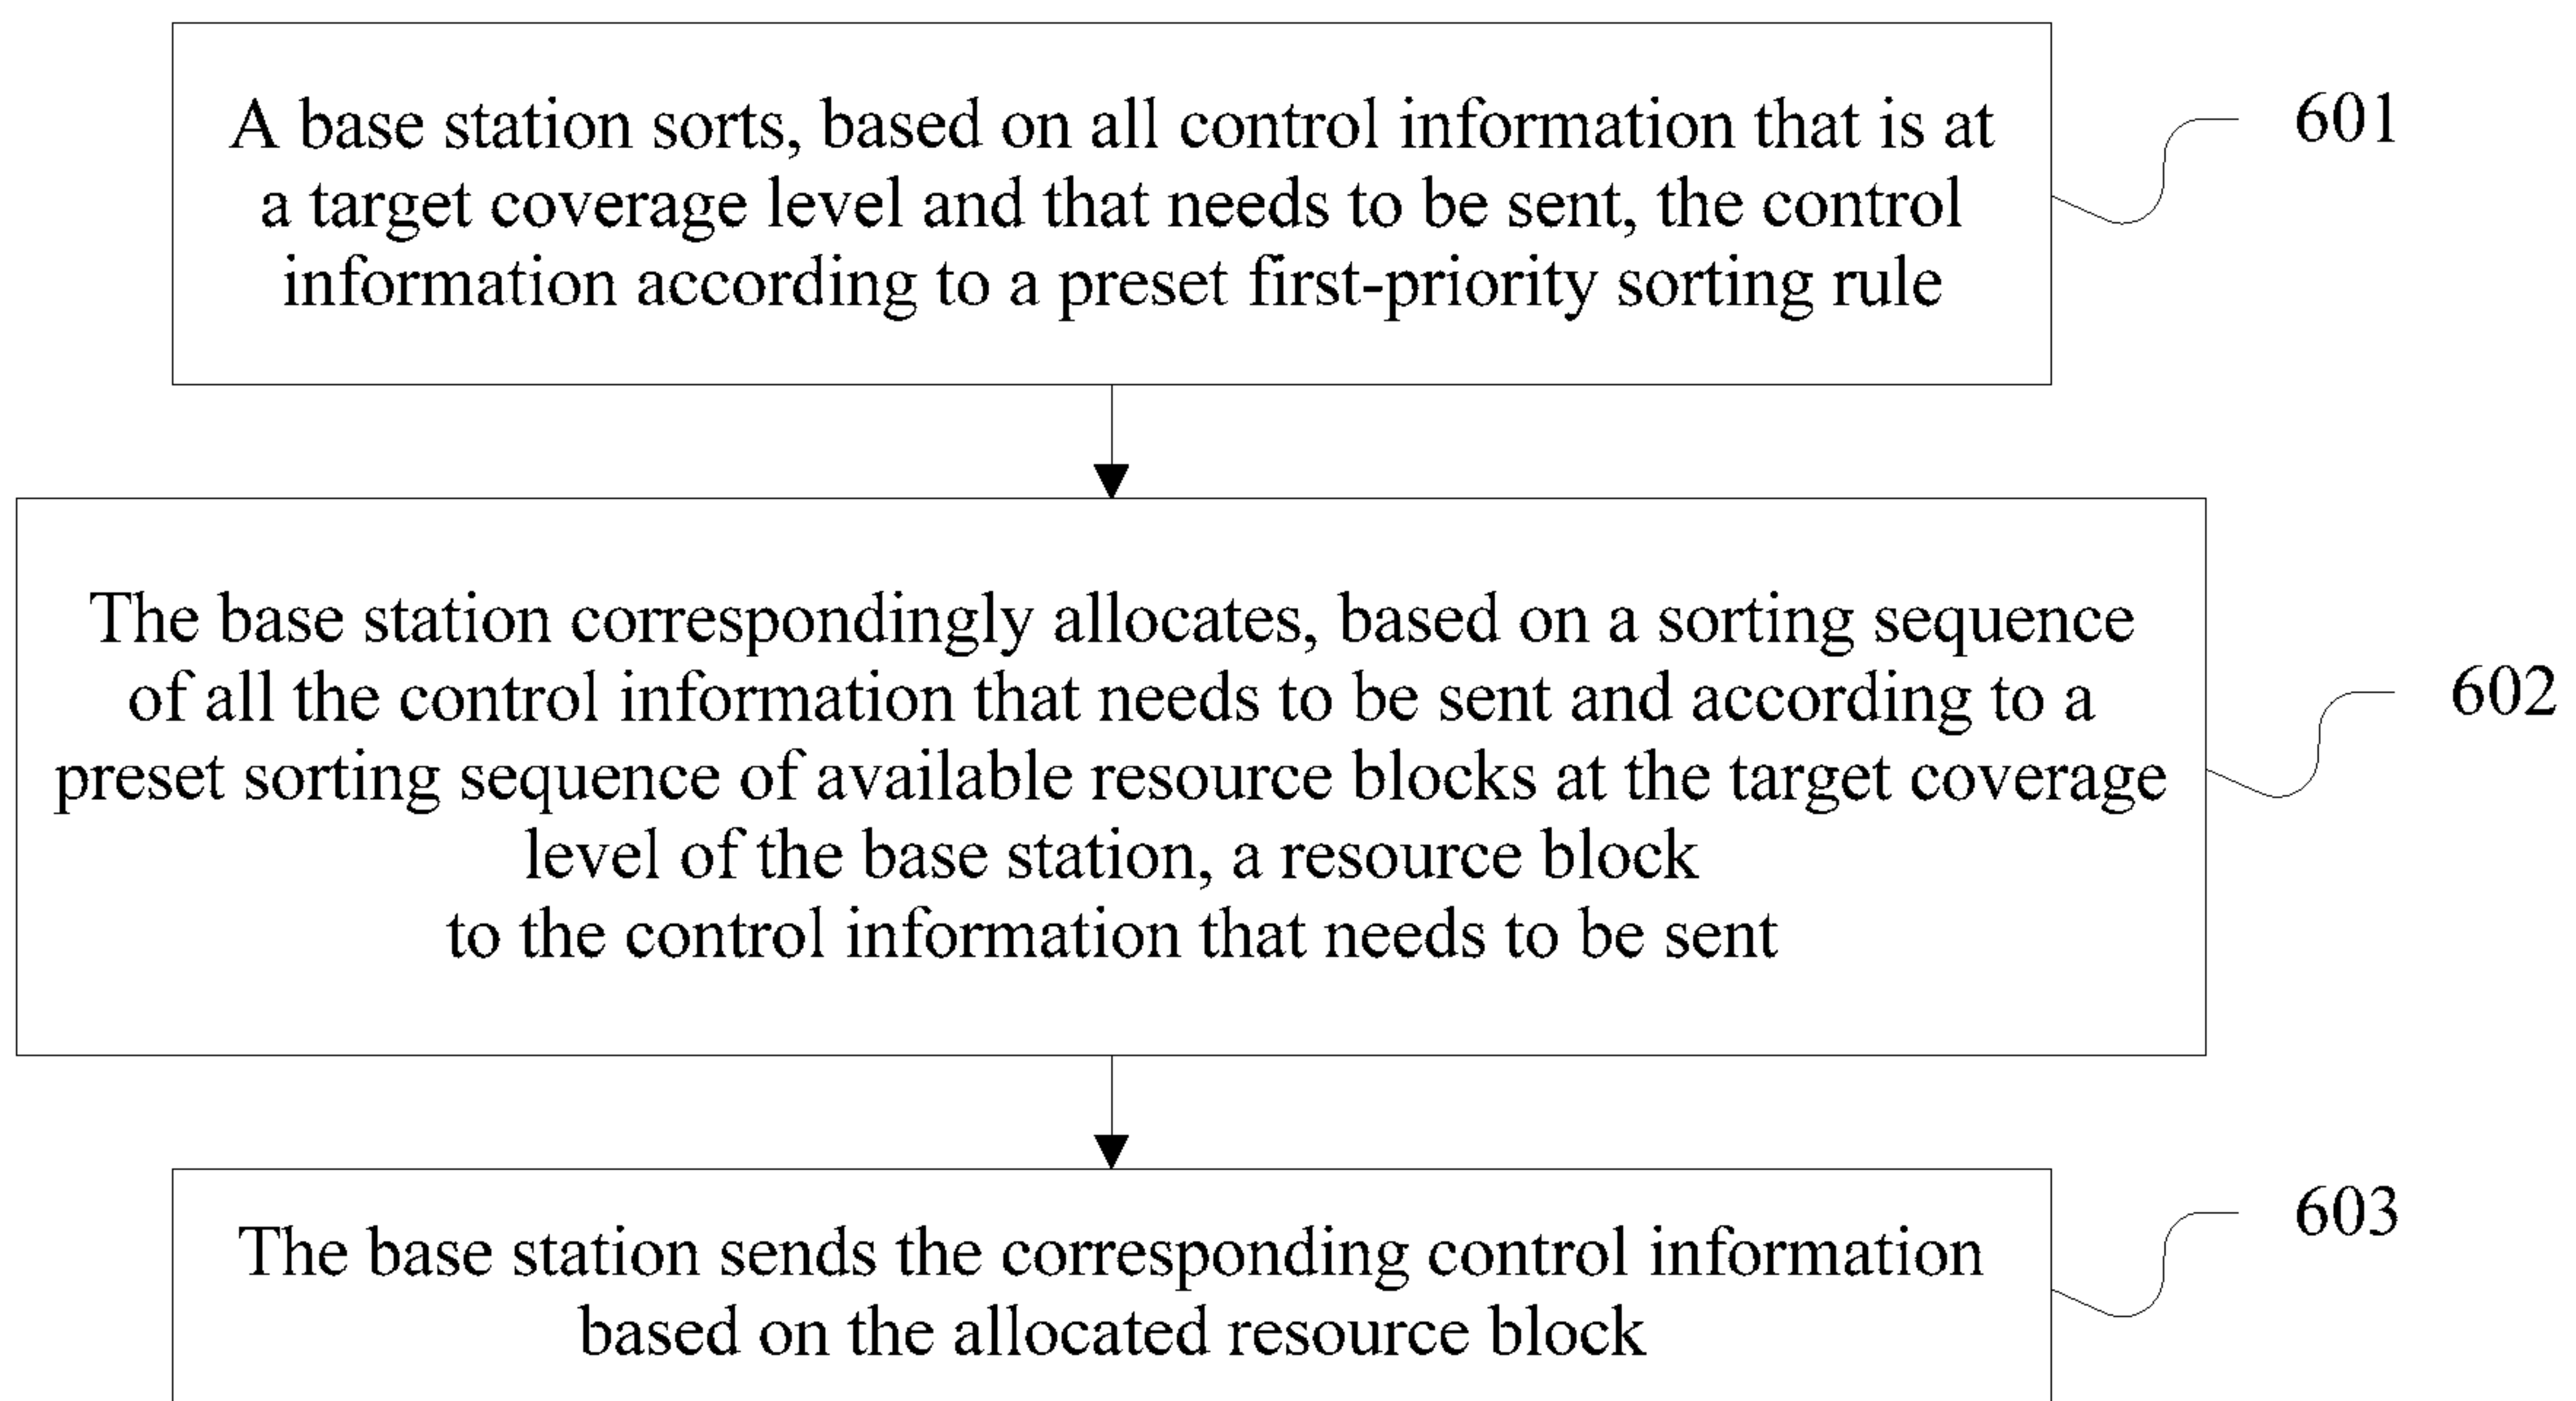 A base station sorts, based on all control information that is at
a target coverage level and that needs to be sent, the control
information according to a preset first-priority sorting rule
601
The base station correspondingly allocates, based on a sorting sequence
of all the control information that needs to be sent and according to a
preset sorting sequence of available resource blocks at the target coverage
level of the base station, a resource block
to the control information that needs to be sent
602
The base station sends the corresponding control information
based on the allocated resource block
603